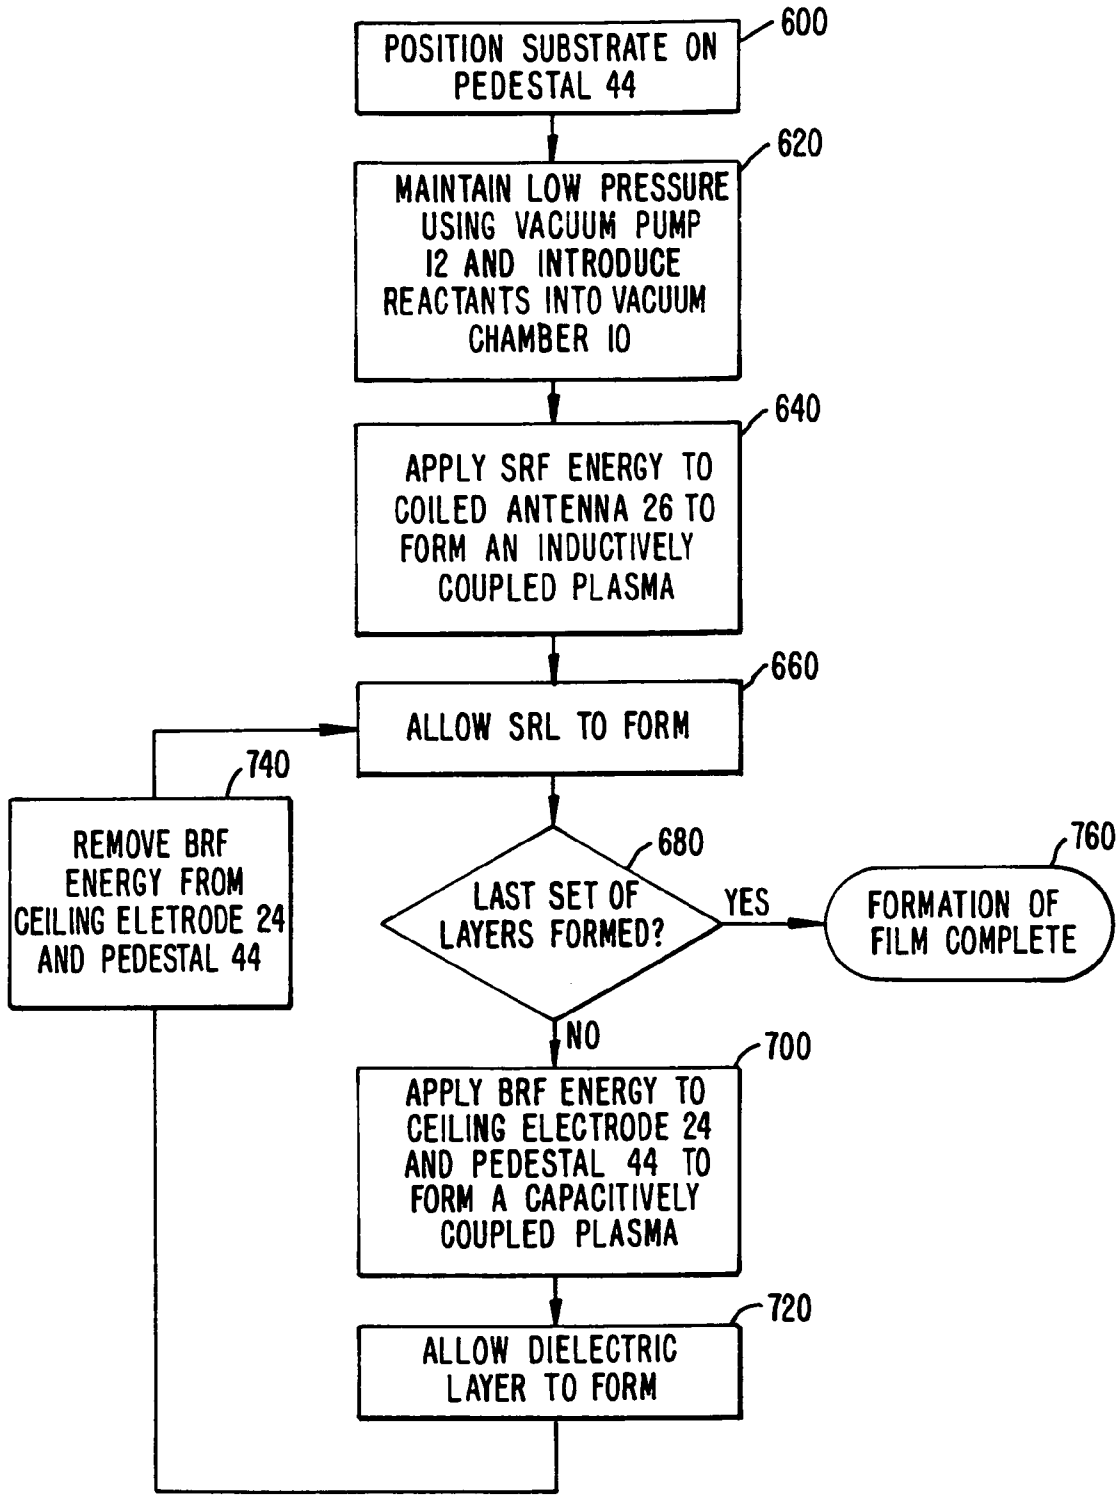 600
POSITION SUBSTRATE ON
PEDESTAL 44
620
MAINTAIN LOW PRESSURE
USING VACUUM PUMP
12 AND INTRODUCE
REACTANTS INTO VACUUM
CHAMBER 10
640
APPLY SRF ENERGY TO
COILED ANTENNA 26 TO
FORM AN INDUCTIVELY
COUPLED PLASMA
660
ALLOW SRL TO FORM
740
REMOVE BRF
ENERGY FROM
CEILING ELETRODE 24
AND PEDESTAL 44
680
LAST SET OF
LAYERS FORMED?
YES
760
FORMATION OF
FILM COMPLETE
NO
700
APPLY BRF ENERGY TO
CEILING ELECTRODE 24
AND PEDESTAL 44 TO
FORM A CAPACITIVELY
COUPLED PLASMA
720
ALLOW DIELECTRIC
LAYER TO FORM